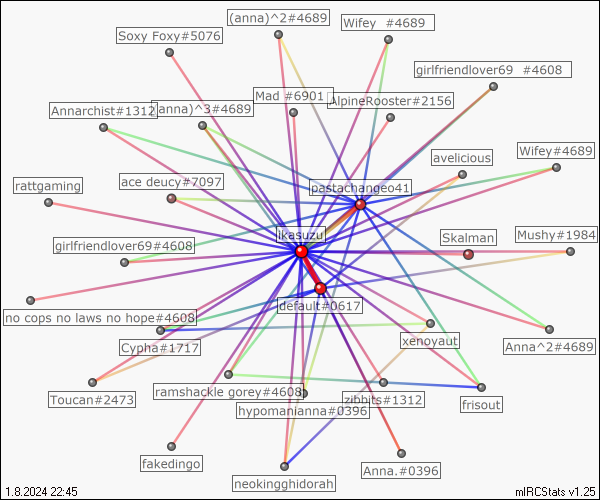 (anna)^2#4689
Wifey  #4689
Soxy Foxy#5076
girlfriendlover69  #4608
Mad #6901
AlpineRooster#2156
Annarchist#1312
(anna)^3#4689
Wifey#4689
avelicious
ace deucy#7097
rattgaming
pastachangeo41
ikasuzu
Mushy#1984
Skalman
girlfriendlover69#4608
default#0617
no cops no laws no hope#4608
Cypha#1717
xenoyaut
Anna^2#4689
Toucan#2473
ramshackle gorey#4608
zibbits#1312
frisout
hypomanianna#0396
fakedingo
Anna.#0396
neokingghidorah
1.8.2024 22:45
mIRCStats v1.25